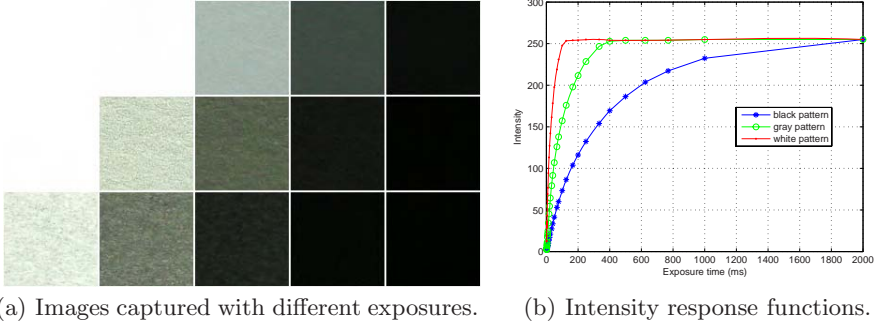 300
250
200
150
100
50
0
Intensity
black pattern
gray pattern
white pattern
0 200 400 600 800 1000 1200 1400 1600 1800 2000
Exposure time (ms)
(a) Images captured with different exposures.
(b) Intensity response functions.